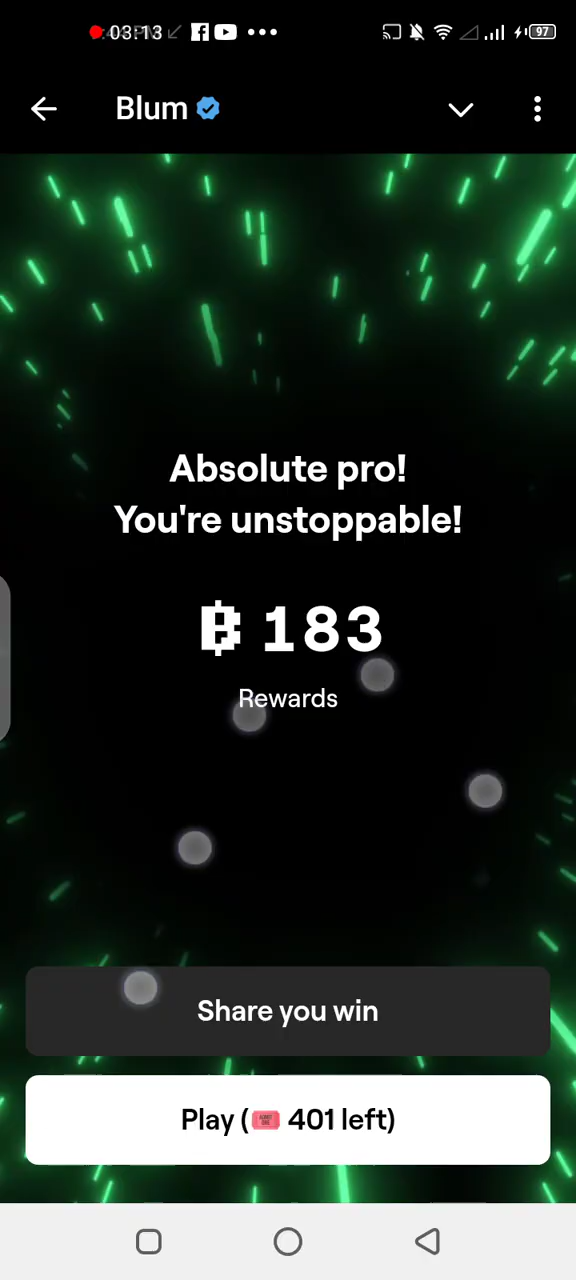 03:13 97
Blum
Absolute pro!
You're unstoppable!
183
Rewards
Share you win
Play (🎟 401 left)